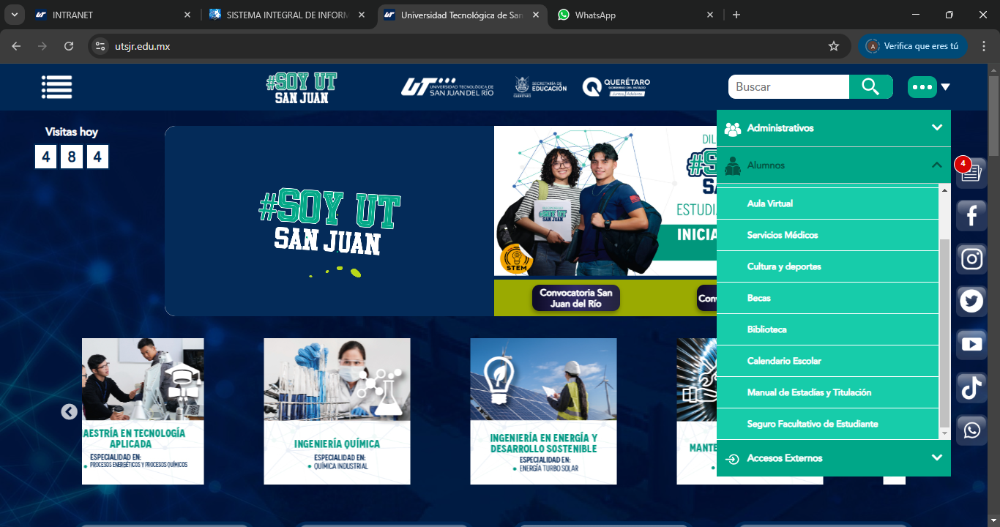 INTRANET
SISTEMA INTEGRAL DE INFORM
Universidad Tecnológica de San
WhatsApp
utsjr.edu.mx
A
Verifica que eres tú
#SOY UT
SAN JUAN
UT
UNIVERSIDAD TECNOLÓGICA DE
SAN JUAN DEL RÍO
SECRETARÍA DE
EDUCACIÓN
QUERÉTARO
GOBIERNO DEL ESTADO
Juntos Adelante
Buscar
Visitas hoy
4 8 4
#SOY UT
SAN JUAN
#SOY UT
STEM
DIL
#S
SA
ESTUDIA
INICIA
Convocatoria San
Juan del Río
Conv
Administrativos
Alumnos
Aula Virtual
Servicios Médicos
Cultura y deportes
Becas
Biblioteca
Calendario Escolar
Manual de Estadías y Titulación
Seguro Facultativo de Estudiante
Accesos Externos
4
AESTRÍA EN TECNOLOGÍA
APLICADA
ESPECIALIDAD EN:
PROCESOS ENERGÉTICOS Y PROCESOS QUÍMICOS
INGENIERÍA QUÍMICA
ESPECIALIDAD EN:
QUÍMICA INDUSTRIAL
INGENIERÍA EN ENERGÍA Y
DESARROLLO SOSTENIBLE
ESPECIALIDAD EN:
ENERGÍA TURBO SOLAR
MANTE